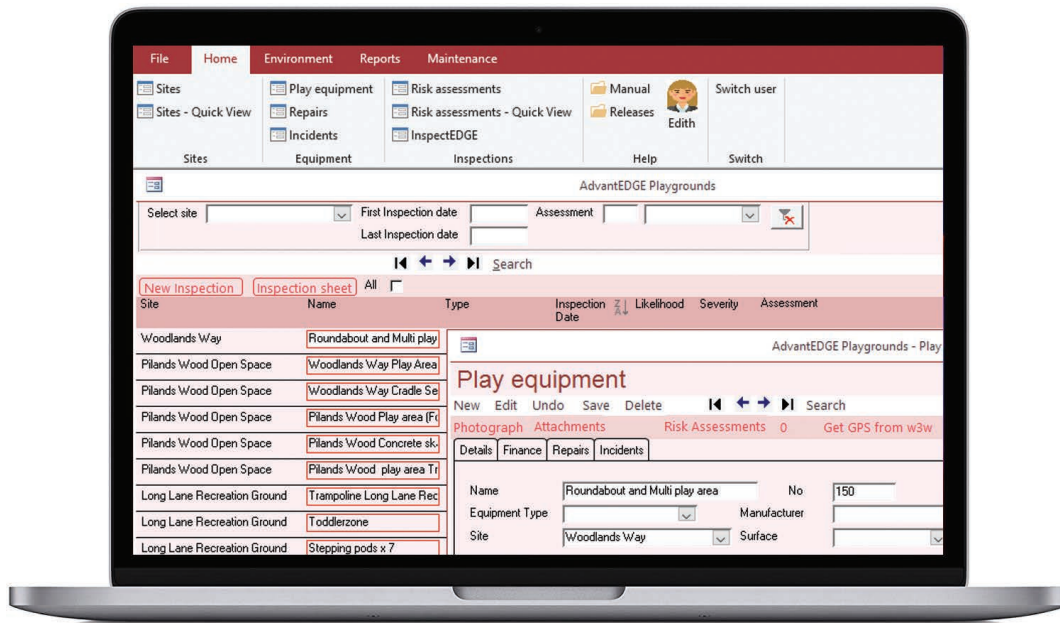 File Home Environment Reports Maintenance
Sites Play equipment Risk assessments Manual Switch user
Sites - Quick View Repairs Risk assessments - Quick View Releases Edith
Incidents InspectEDGE
Sites Equipment Inspections Help Switch
AdvantEDGE Playgrounds
Select site First Inspection date Assessment
Last Inspection date
Search
New Inspection Inspection sheet All
Site Name Type Inspection Date Likelihood Severity Assessment
Woodlands Way Roundabout and Multi play
Pilands Wood Open Space Woodlands Way Play Area
Pilands Wood Open Space Woodlands Way Cradle Se
Pilands Wood Open Space Pilands Wood Play area (Fo
Pilands Wood Open Space Pilands Wood Concrete sk
Pilands Wood Open Space Pilands Wood play area Tr
Long Lane Recreation Ground Trampoline Long Lane Rec
Long Lane Recreation Ground Toddlerzone
Long Lane Recreation Ground Stepping pods x 7
AdvantEDGE Playgrounds - Play
Play equipment
New Edit Undo Save Delete Search
Photograph Attachments Risk Assessments 0 Get GPS from w3w
Details Finance Repairs Incidents
Name Roundabout and Multi play area No 150
Equipment Type Manufacturer
Site Woodlands Way Surface